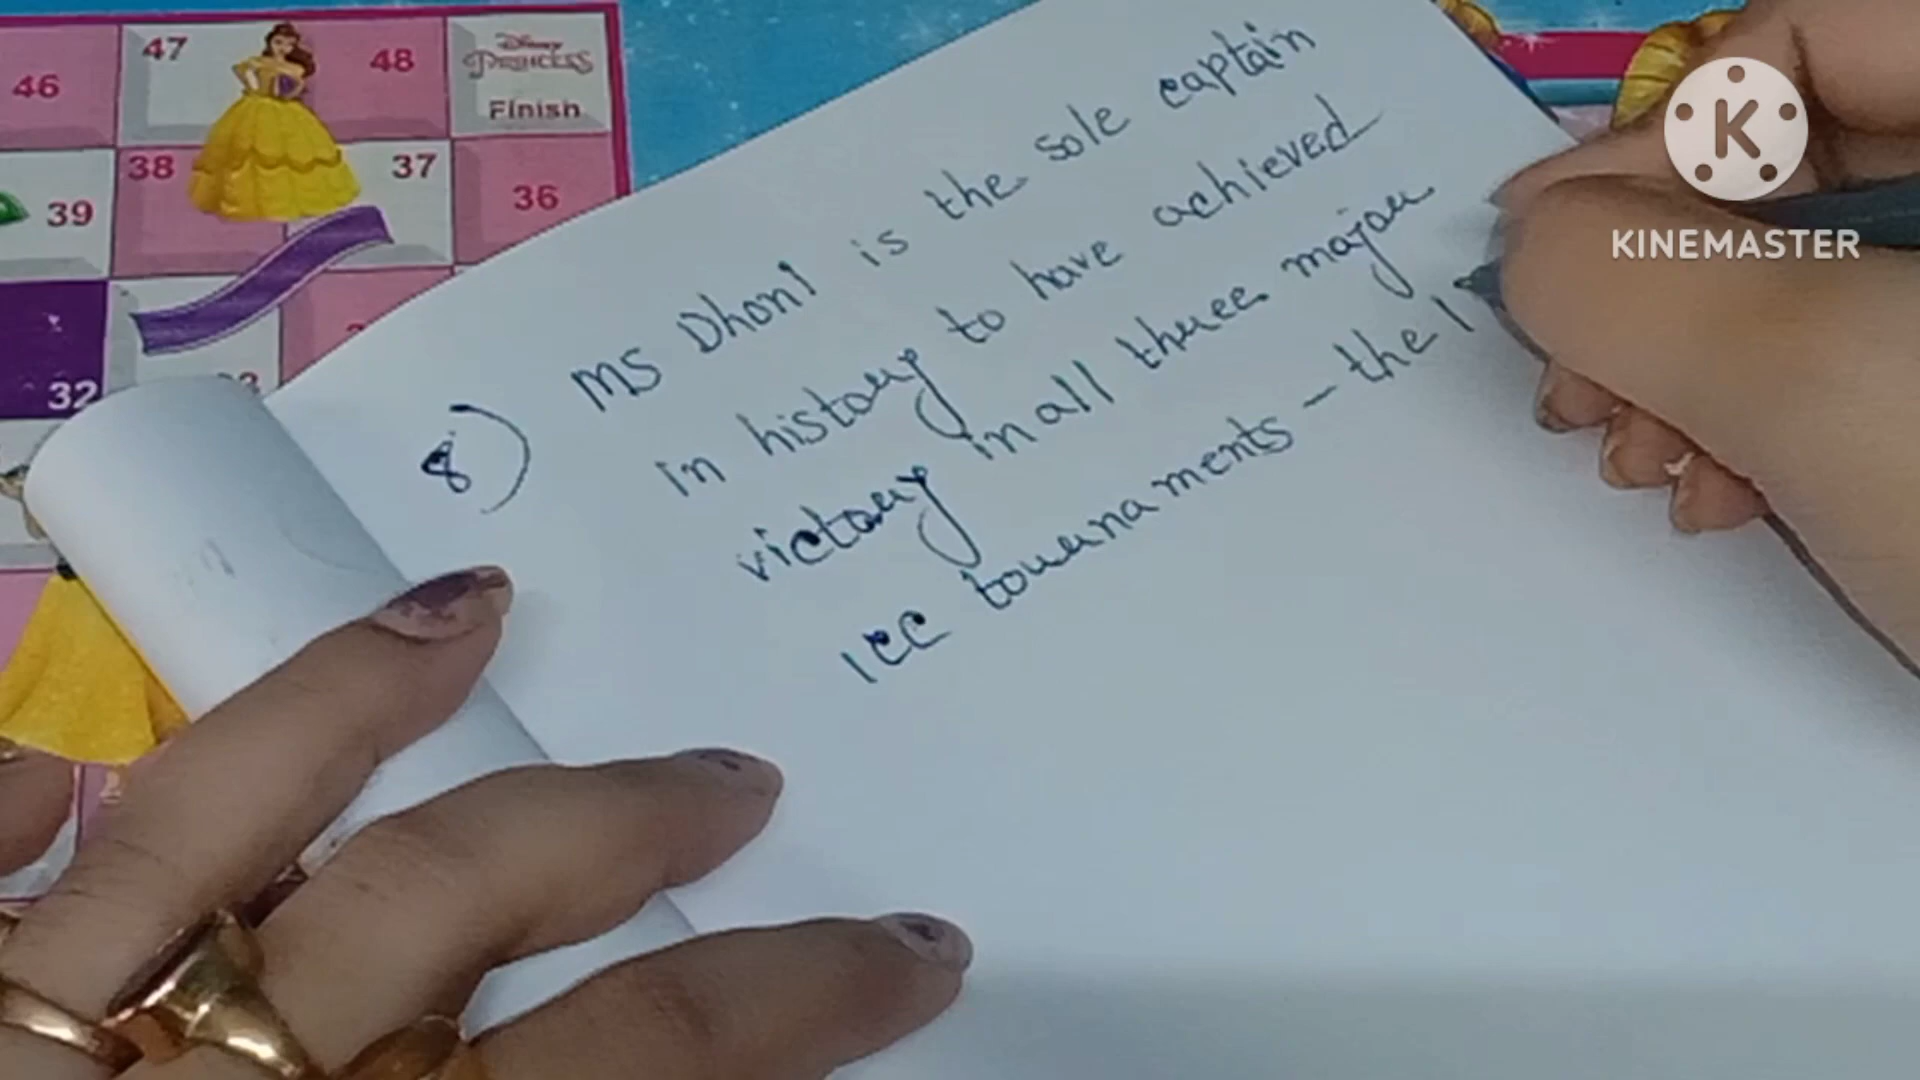 46
47
48
Disney
PRINCESS
Finish
39
38
37
36
32
33
8) MS Dhoni is the sole captain
in history to have achieved
victory in all three major
ICC tournaments - the I
K
KINEMASTER